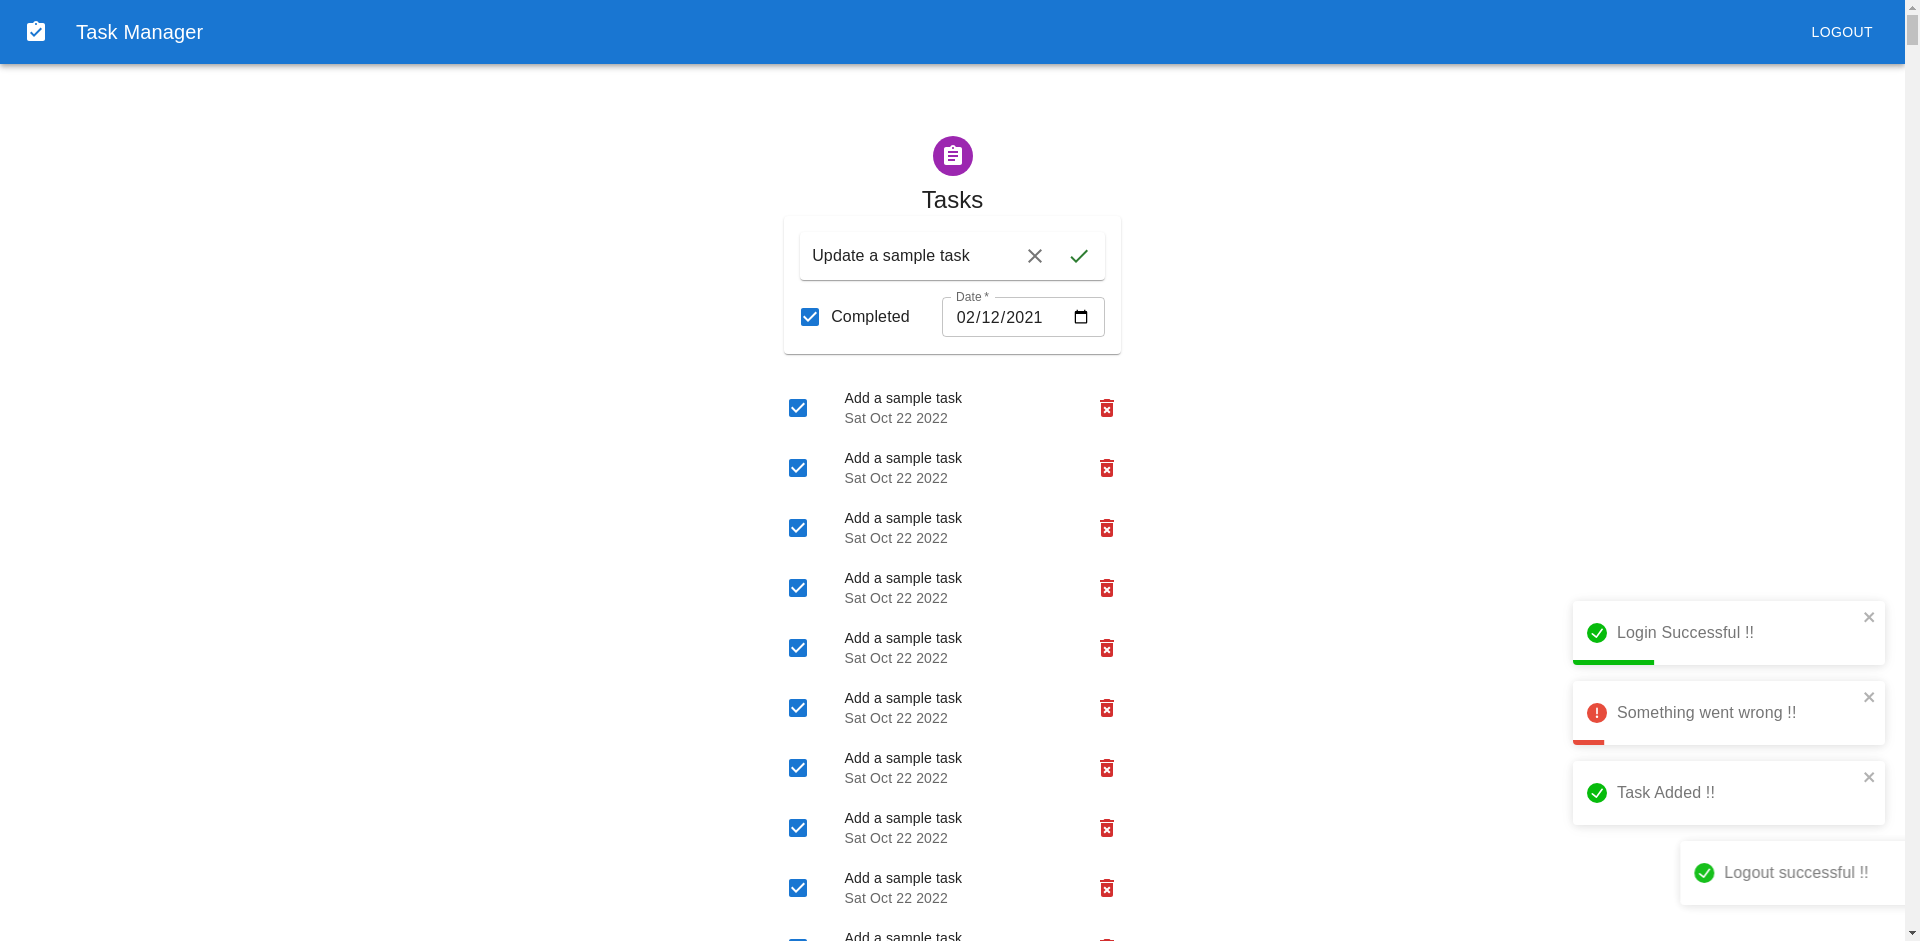 Task Manager
LOGOUT
Tasks
Update a sample task
Completed
Date *
02/12/2021
Add a sample task
Sat Oct 22 2022
Add a sample task
Sat Oct 22 2022
Add a sample task
Sat Oct 22 2022
Add a sample task
Sat Oct 22 2022
Add a sample task
Sat Oct 22 2022
Add a sample task
Sat Oct 22 2022
Add a sample task
Sat Oct 22 2022
Add a sample task
Sat Oct 22 2022
Add a sample task
Sat Oct 22 2022
Add a sample task
Login Successful !!
Something went wrong !!
Task Added !!
Logout successful !!